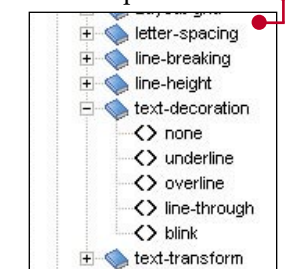 letter-spacing
line-breaking
line-height
text-decoration
<> none
<> underline
<> overline
<> line-through
<> blink
text-transform